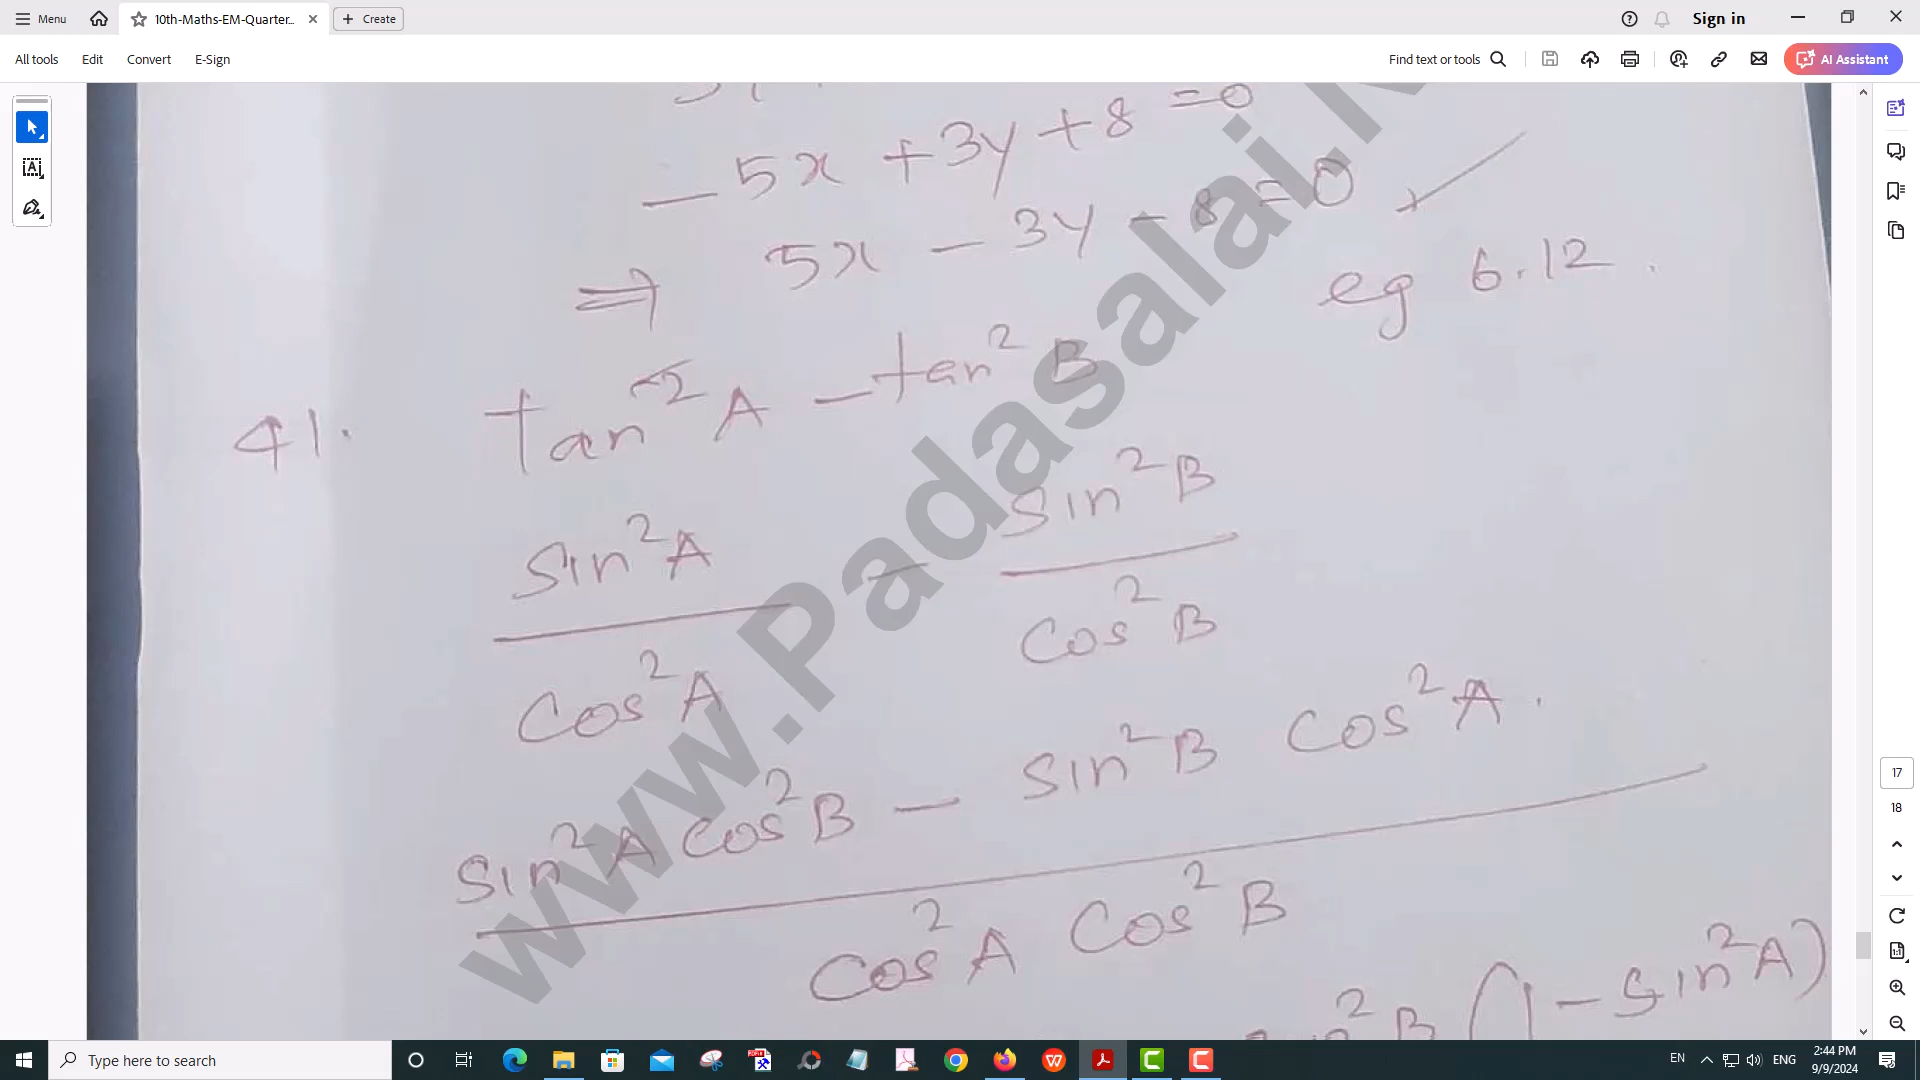 Menu
10th-Maths-EM-Quarter...
Create
Sign in
All tools
Edit
Convert
E-Sign
Find text or tools
AI Assistant
=0
-5x +3y +8 =0
⇒ 5x - 3y - 8 = 0
eg 6.12.
41. tan²A - tan²B
sin²A - sin²B
cos²A cos²B
sin²A cos²B - sin²B cos²A.
cos²A cos²B
²B (1 - sin²A)
www.Padasalai.N
17
18
Type here to search
EN
ENG
2:44 PM
9/9/2024